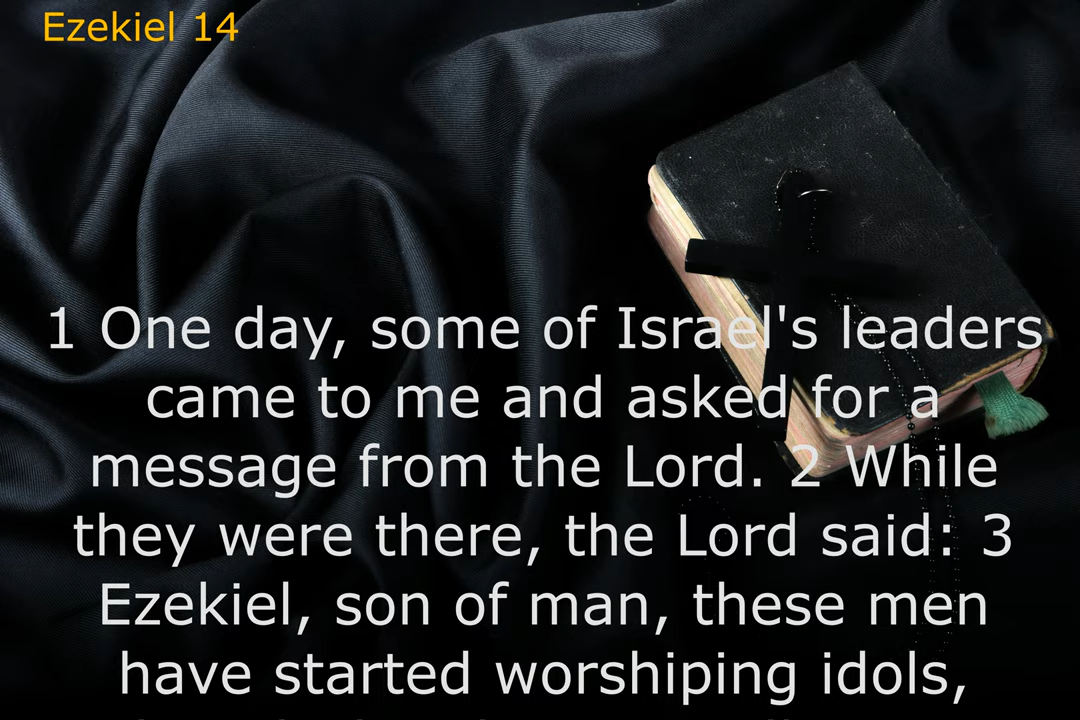 Ezekiel 14
1 One day, some of Israel's leaders
came to me and asked for a
message from the Lord. 2 While
they were there, the Lord said: 3
Ezekiel, son of man, these men
have started worshiping idols,